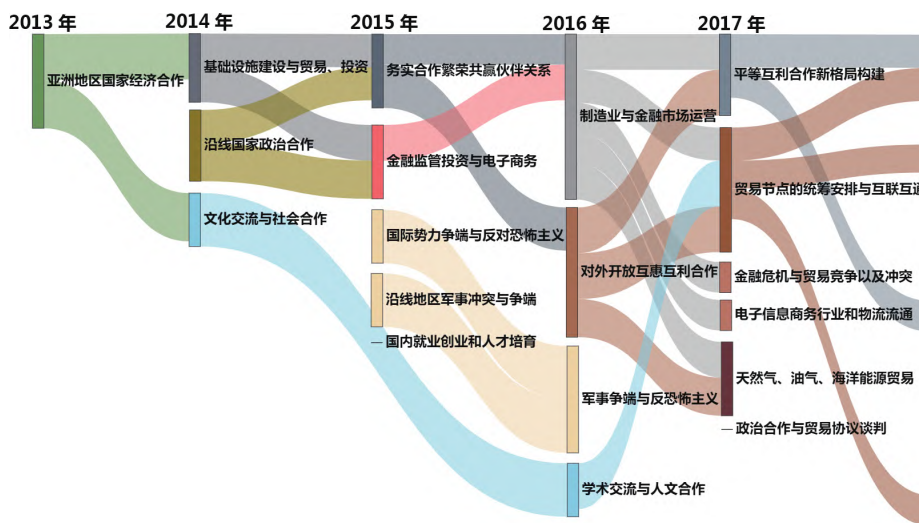 2013 年
2014 年
2015 年
2016 年
2017 年
亚洲地区国家经济合作
基础设施建设与贸易、投资
沿线国家政治合作
文化交流与社会合作
务实合作繁荣共赢伙伴关系
金融监管投资与电子商务
国际势力争端与反对恐怖主义
沿线地区军事冲突与争端
国内就业创业和人才培育
制造业与金融市场运营
对外开放互惠互利合作
军事争端与反恐怖主义
学术交流与人文合作
平等互利合作新格局构建
贸易节点的统筹安排与互联互通
金融危机与贸易竞争以及冲突
电子信息商务行业和物流流通
天然气、油气、海洋能源贸易
政治合作与贸易协议谈判